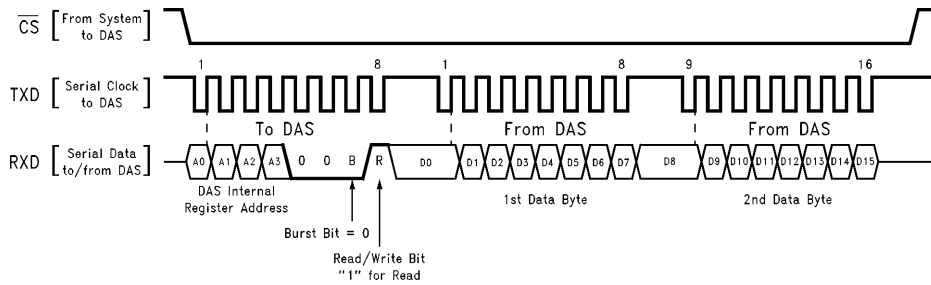 CS [From System to DAS]
1 8 1 8 9 16
TXD [Serial Clock to DAS]
To DAS From DAS From DAS
RXD [Serial Data to/from DAS]
A0 A1 A2 A3 0 0 B R D0 D1 D2 D3 D4 D5 D6 D7 D8 D9 D10 D11 D12 D13 D14 D15
DAS Internal
Register Address
1st Data Byte 2nd Data Byte
Burst Bit = 0
Read/Write Bit
"1" for Read